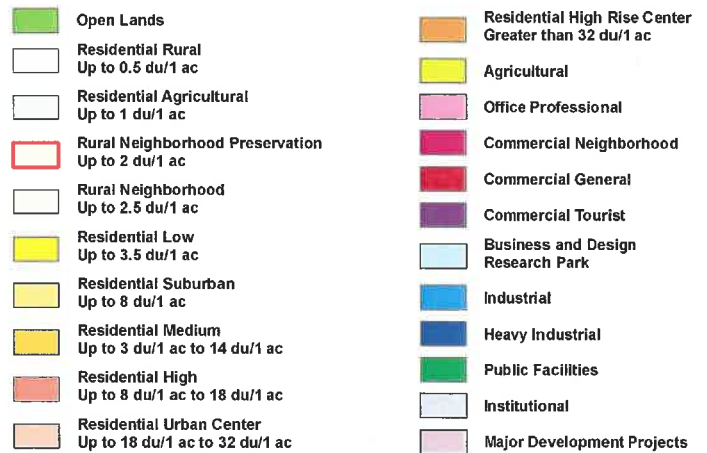 Open Lands
Residential Rural
Up to 0.5 du/1 ac
Residential Agricultural
Up to 1 du/1 ac
Rural Neighborhood Preservation
Up to 2 du/1 ac
Rural Neighborhood
Up to 2.5 du/1 ac
Residential Low
Up to 3.5 du/1 ac
Residential Suburban
Up to 8 du/1 ac
Residential Medium
Up to 3 du/1 ac to 14 du/1 ac
Residential High
Up to 8 du/1 ac to 18 du/1 ac
Residential Urban Center
Up to 18 du/1 ac to 32 du/1 ac
Residential High Rise Center
Greater than 32 du/1 ac
Agricultural
Office Professional
Commercial Neighborhood
Commercial General
Commercial Tourist
Business and Design
Research Park
Industrial
Heavy Industrial
Public Facilities
Institutional
Major Development Projects